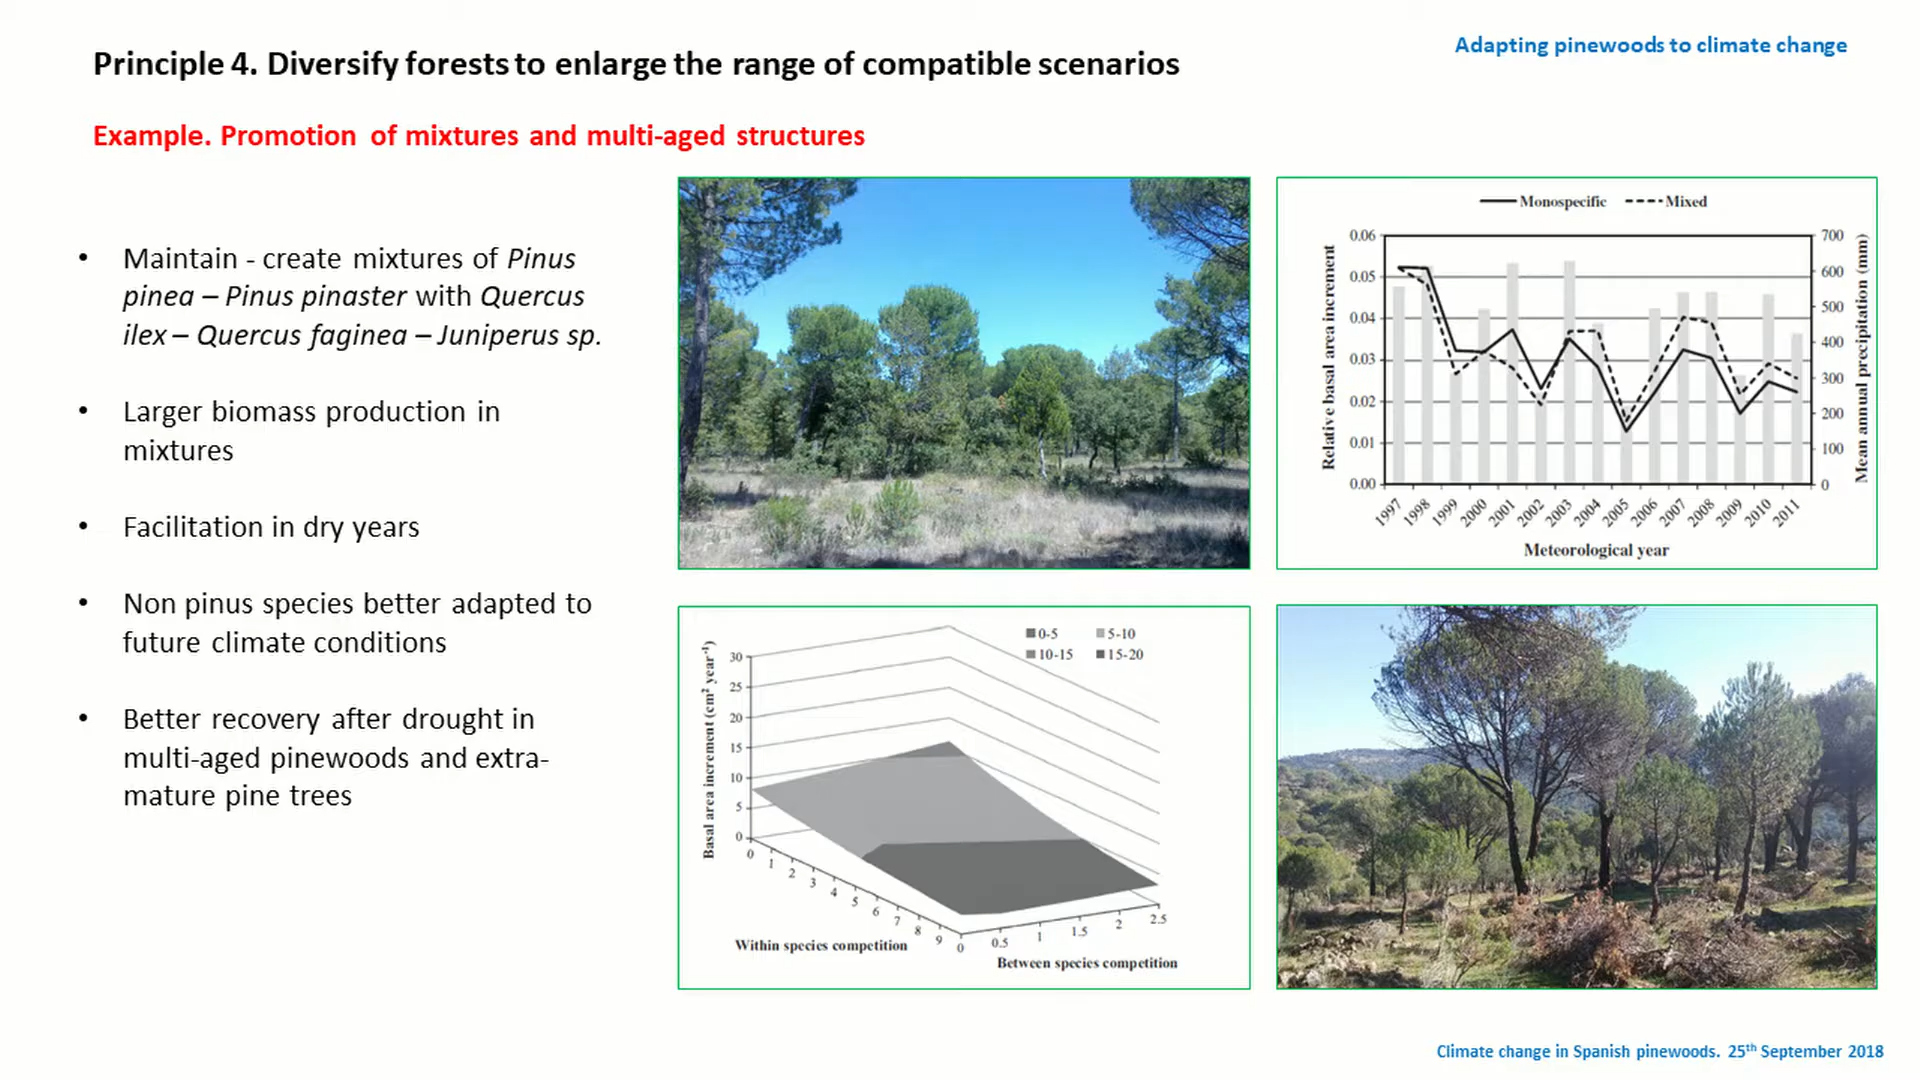 Principle 4. Diversify forests to enlarge the range of compatible scenarios
Adapting pinewoods to climate change
Example. Promotion of mixtures and multi-aged structures
• Maintain - create mixtures of Pinus
pinea – Pinus pinaster with Quercus
ilex – Quercus faginea – Juniperus sp.
• Larger biomass production in
mixtures
• Facilitation in dry years
• Non pinus species better adapted to
future climate conditions
• Better recovery after drought in
multi-aged pinewoods and extra-
mature pine trees
Monospecific Mixed
Relative basal area increment
0.06
0.05
0.04
0.03
0.02
0.01
0.00
700
600
500
400
300
200
100
0
Mean annual precipitation (mm)
1997 1998 1999 2000 2001 2002 2003 2004 2005 2006 2007 2008 2009 2010 2011
Meteorological year
0-5 5-10
10-15 15-20
Basal area increment (cm² year⁻¹)
30
25
20
15
10
5
0
0 1 2 3 4 5 6 7 8 9
0 0.5 1 1.5 2 2.5
Within species competition
Between species competition
Climate change in Spanish pinewoods. 25th September 2018